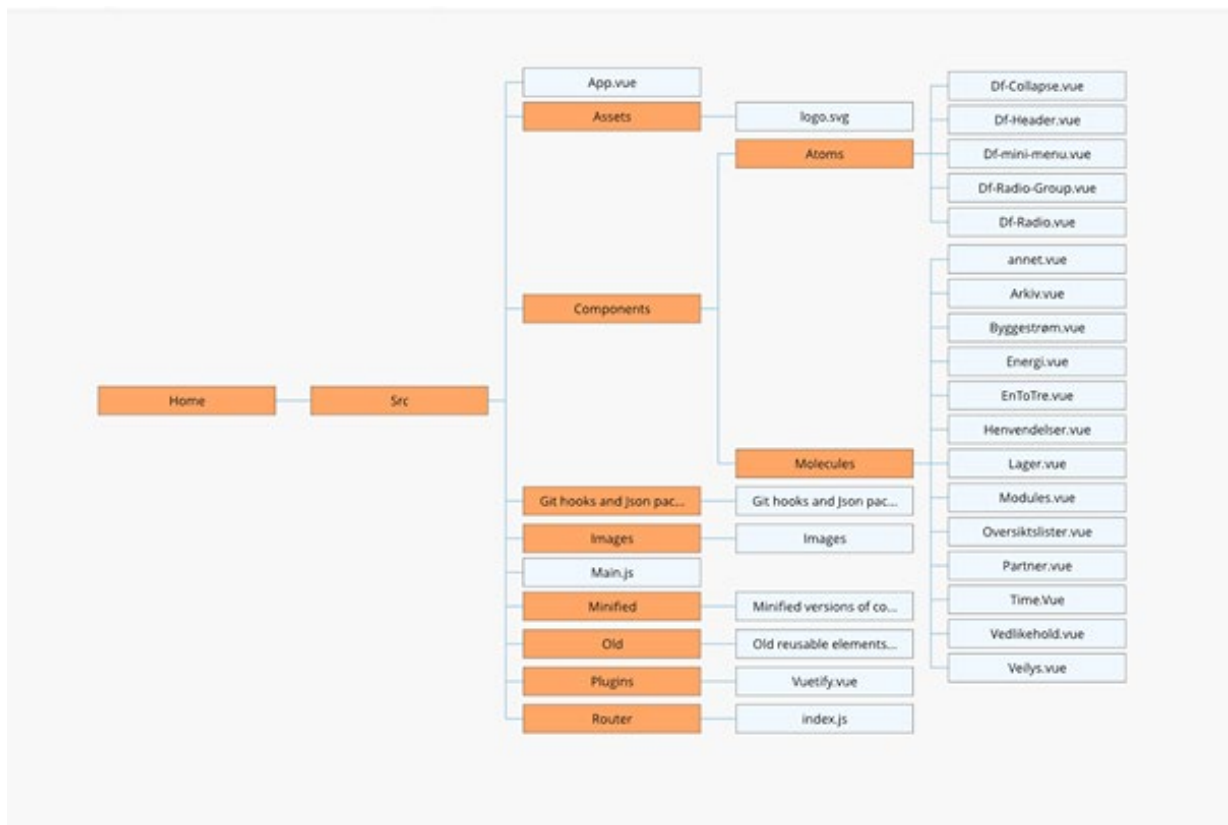 Home
Src
App.vue
Assets
logo.svg
Components
Atoms
Df-Collapse.vue
Df-Header.vue
Df-mini-menu.vue
Df-Radio-Group.vue
Df-Radio.vue
Molecules
annet.vue
Arkiv.vue
Byggestrøm.vue
Energi.vue
EnToTre.vue
Henvendelser.vue
Lager.vue
Modules.vue
Oversiktslister.vue
Partner.vue
Time.Vue
Vedlikehold.vue
Veilys.vue
Git hooks and Json pac...
Git hooks and Json pac...
Images
Images
Main.js
Minified
Minified versions of co...
Old
Old reusable elements...
Plugins
Vuetify.vue
Router
index.js